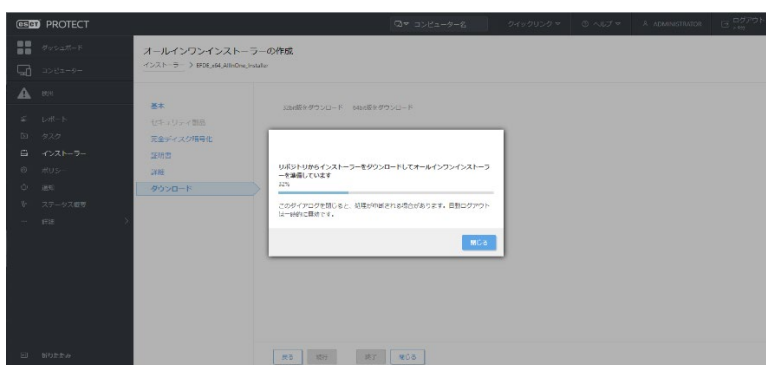 eset PROTECT
コンピューター名
クイックリンク
ヘルプ
ADMINISTRATOR
ログアウト
ダッシュボード
コンピューター
検出
レポート
タスク
インストーラー
ポリシー
通知
ステータス概要
詳細
折りたたみ
オールインワンインストーラーの作成
インストーラー > EFDE_x64_AllInOne_Installer
基本
セキュリティ製品
完全ディスク暗号化
証明書
詳細
ダウンロード
32bit版をダウンロード 64bit版をダウンロード
リポジトリからインストーラーをダウンロードしてオールインワンインストーラ
ーを準備しています
32%
このダイアログを閉じると、処理が中断される場合があります。自動ログアウト
は一時的に無効です。
閉じる
戻る 続行 終了 閉じる